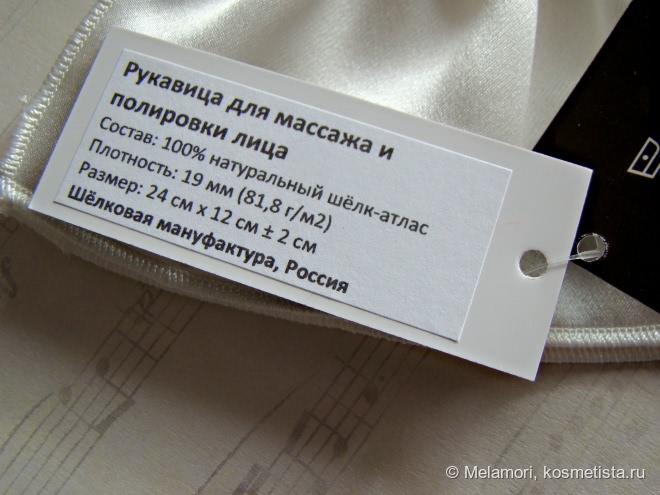 Рукавица для массажа и
полировки лица
Состав: 100% натуральный шёлк-атлас
Плотность: 19 мм (81,8 г/м2)
Размер: 24 см х 12 см ± 2 см
Шёлковая мануфактура, Россия
© Melamori, kosmetista.ru